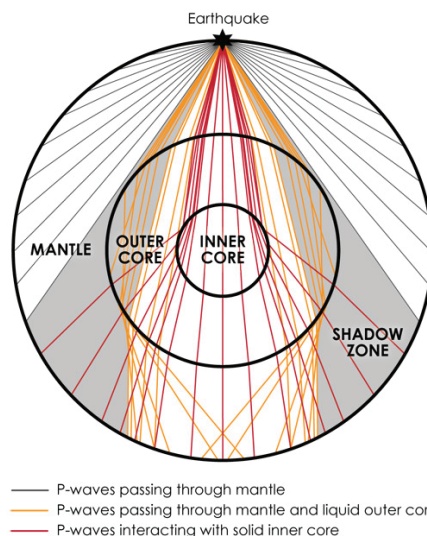 Earthquake
MANTLE
OUTER
CORE
INNER
CORE
SHADOW
ZONE
P-waves passing through mantle
P-waves passing through mantle and liquid outer cor
P-waves interacting with solid inner core